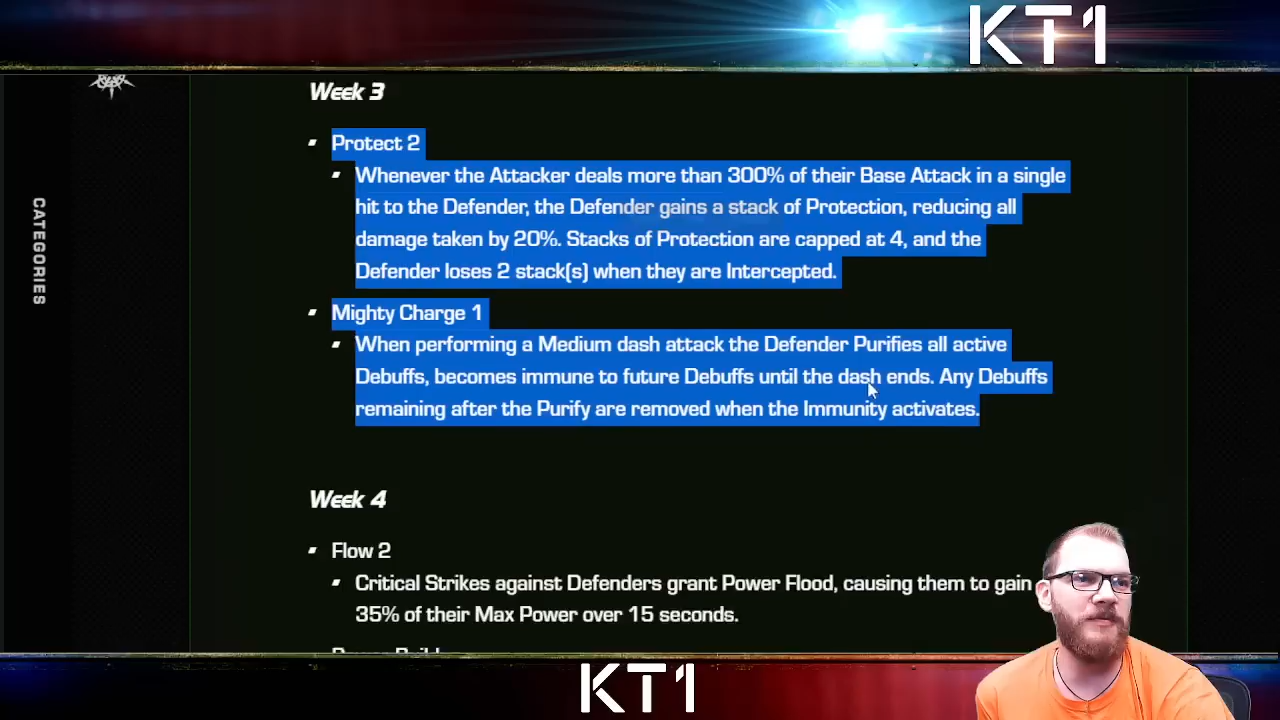 KT1
CATEGORIES
Week 3
Protect 2
Whenever the Attacker deals more than 300% of their Base Attack in a single
hit to the Defender, the Defender gains a stack of Protection, reducing all
damage taken by 20%. Stacks of Protection are capped at 4, and the
Defender loses 2 stack(s) when they are Intercepted.
Mighty Charge 1
When performing a Medium dash attack the Defender Purifies all active
Debuffs, becomes immune to future Debuffs until the dash ends. Any Debuffs
remaining after the Purify are removed when the Immunity activates.
Week 4
Flow 2
Critical Strikes against Defenders grant Power Flood, causing them to gain
35% of their Max Power over 15 seconds.
KT1